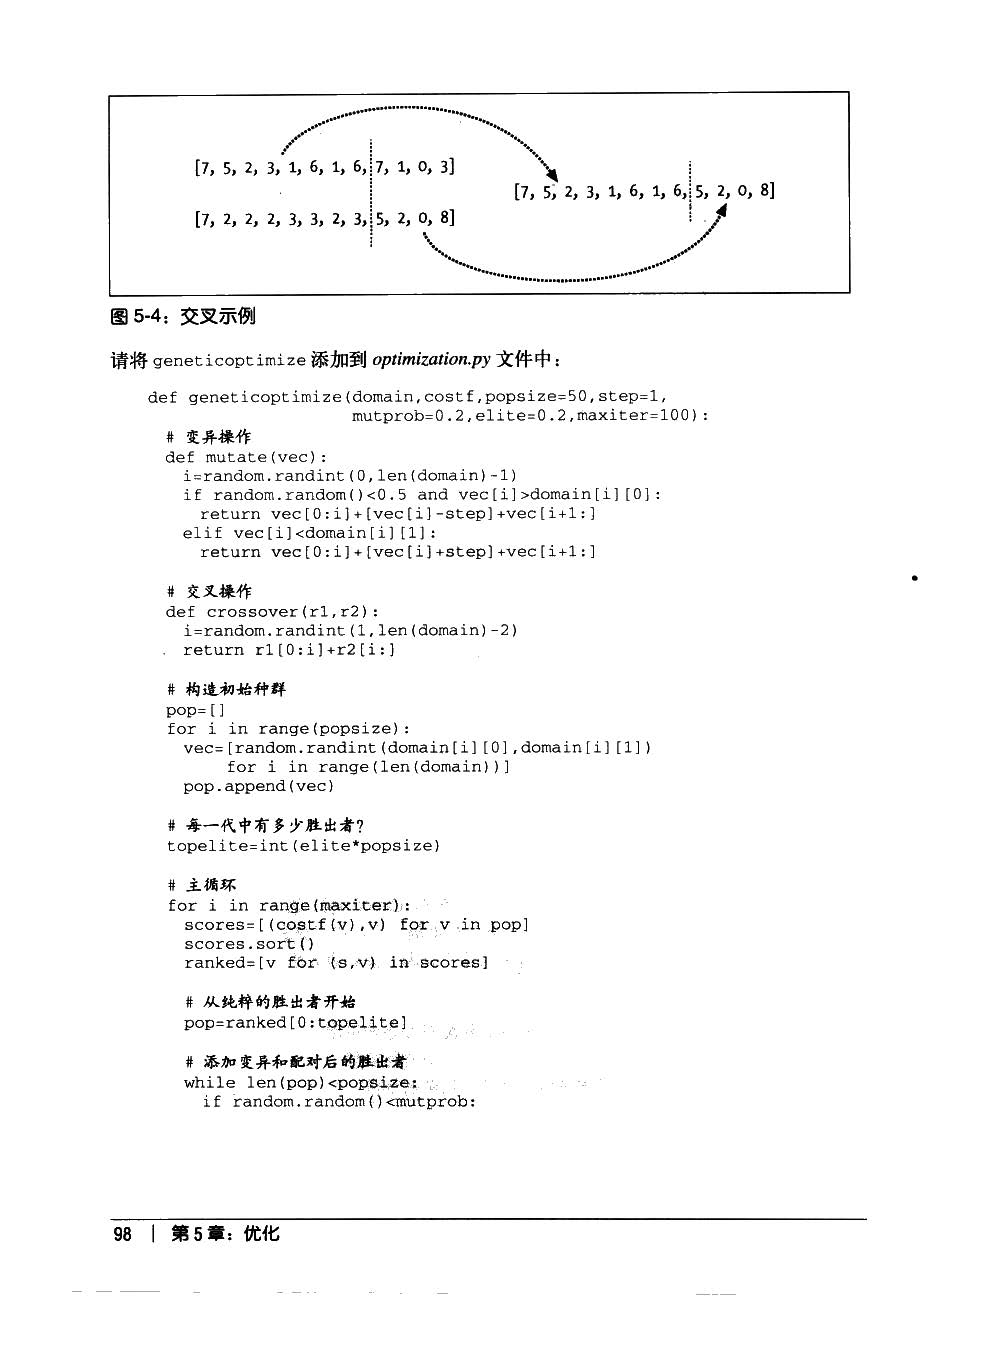 [7, 5, 2, 3, 1, 6, 1, 6, 7, 1, 0, 3]
[7, 5, 2, 3, 1, 6, 1, 6, 5, 2, 0, 8]
[7, 2, 2, 2, 3, 3, 2, 3, 5, 2, 0, 8]
图 5-4：交叉示例
请将 geneticoptimize 添加到 optimization.py 文件中：
def geneticoptimize(domain,costf,popsize=50,step=1,
                    mutprob=0.2,elite=0.2,maxiter=100):
  # 变异操作
  def mutate(vec):
    i=random.randint(0,len(domain)-1)
    if random.random()<0.5 and vec[i]>domain[i][0]:
      return vec[0:i]+[vec[i]-step]+vec[i+1:]
    elif vec[i]<domain[i][1]:
      return vec[0:i]+[vec[i]+step]+vec[i+1:]
  # 交叉操作
  def crossover(r1,r2):
    i=random.randint(1,len(domain)-2)
    return r1[0:i]+r2[i:]
  # 构造初始种群
  pop=[]
  for i in range(popsize):
    vec=[random.randint(domain[i][0],domain[i][1])
         for i in range(len(domain))]
    pop.append(vec)
  # 每一代中有多少胜出者?
  topelite=int(elite*popsize)
  # 主循环
  for i in range(maxiter):
    scores=[(costf(v),v) for v in pop]
    scores.sort()
    ranked=[v for (s,v) in scores]
    # 从纯粹的胜出者开始
    pop=ranked[0:topelite]
    # 添加变异和配对后的胜出者
    while len(pop)<popsize:
      if random.random()<mutprob:
98 | 第 5 章：优化